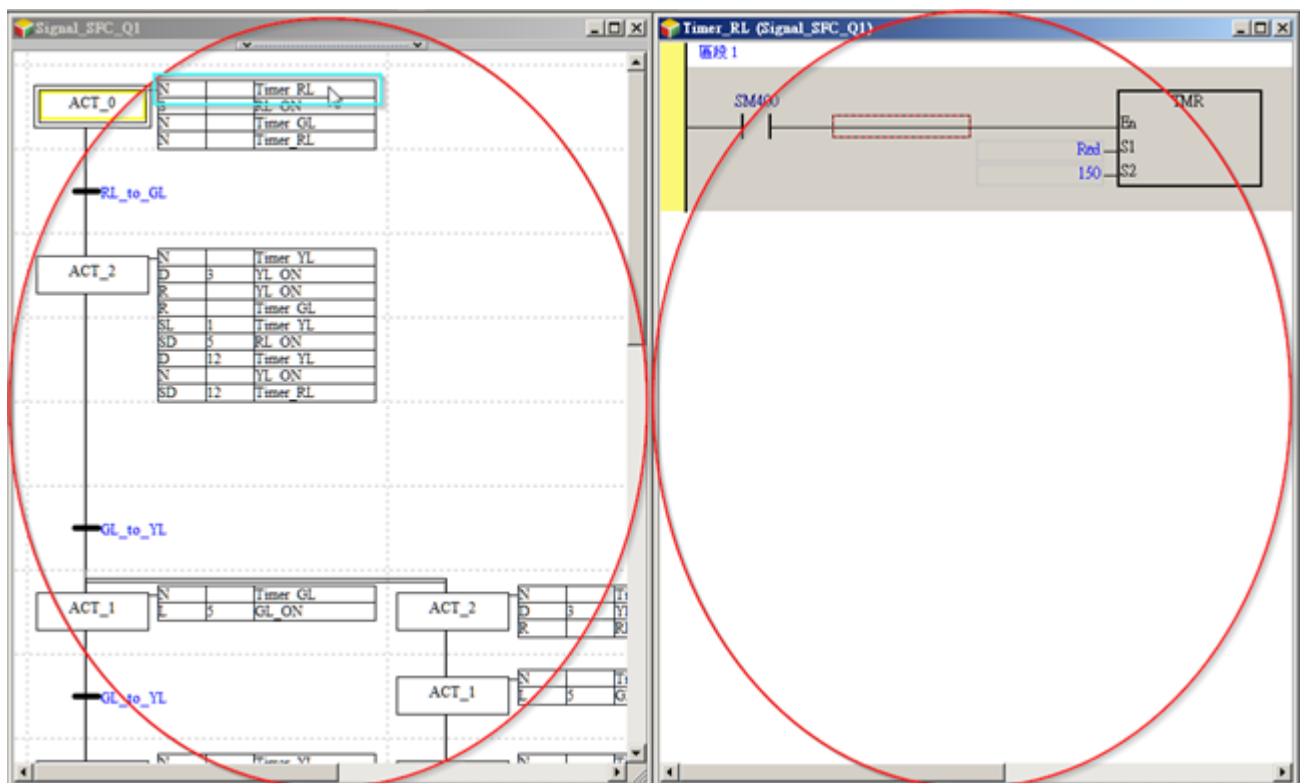 Signal_SFC_Q1
ACT_0
N Timer_RL
S RL_ON
N Timer_GL
N Timer_RL
RL_to_GL
ACT_2
N Timer_YL
D 3 YL_ON
R YL_ON
R Timer_GL
SL 1 Timer_YL
SD 5 RL_ON
D 12 Timer_YL
N YL_ON
SD 12 Timer_RL
GL_to_YL
ACT_1
N Timer_GL
L 5 GL_ON
ACT_2
N
D 3
R
GL_to_YL
ACT_1
N
L 5
N Timer_YL
N
Timer_RL (Signal_SFC_Q1)
區段 1
SM400
TMR
En
Red S1
150 S2